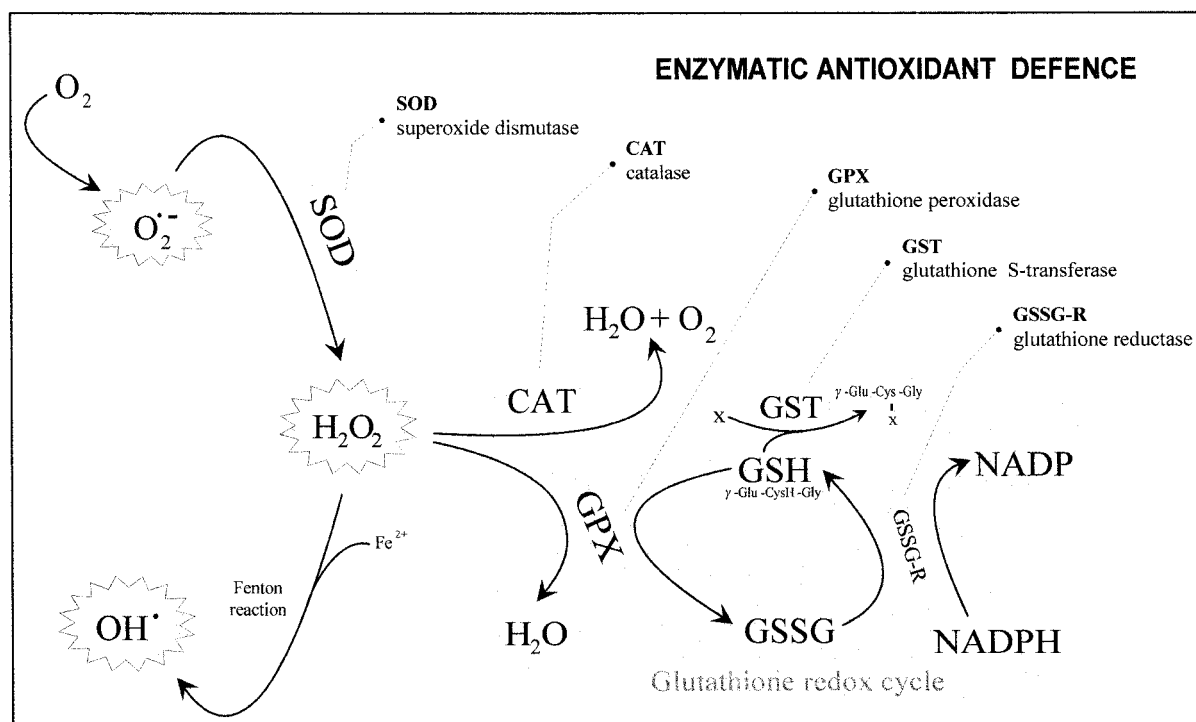 ENZYMATIC ANTIOXIDANT DEFENCE
O₂
SOD
superoxide dismutase
CAT
catalase
GPX
glutathione peroxidase
GST
glutathione S-transferase
GSSG-R
glutathione reductase
O₂•-
SOD
H₂O + O₂
CAT
H₂O₂
x
GST
γ-Glu-Cys-Gly
x
GSH
γ-Glu-CysH-Gly
NADP
GPX
GSSG-R
Fe²⁺
Fenton
reaction
OH•
H₂O
GSSG
NADPH
Glutathione redox cycle